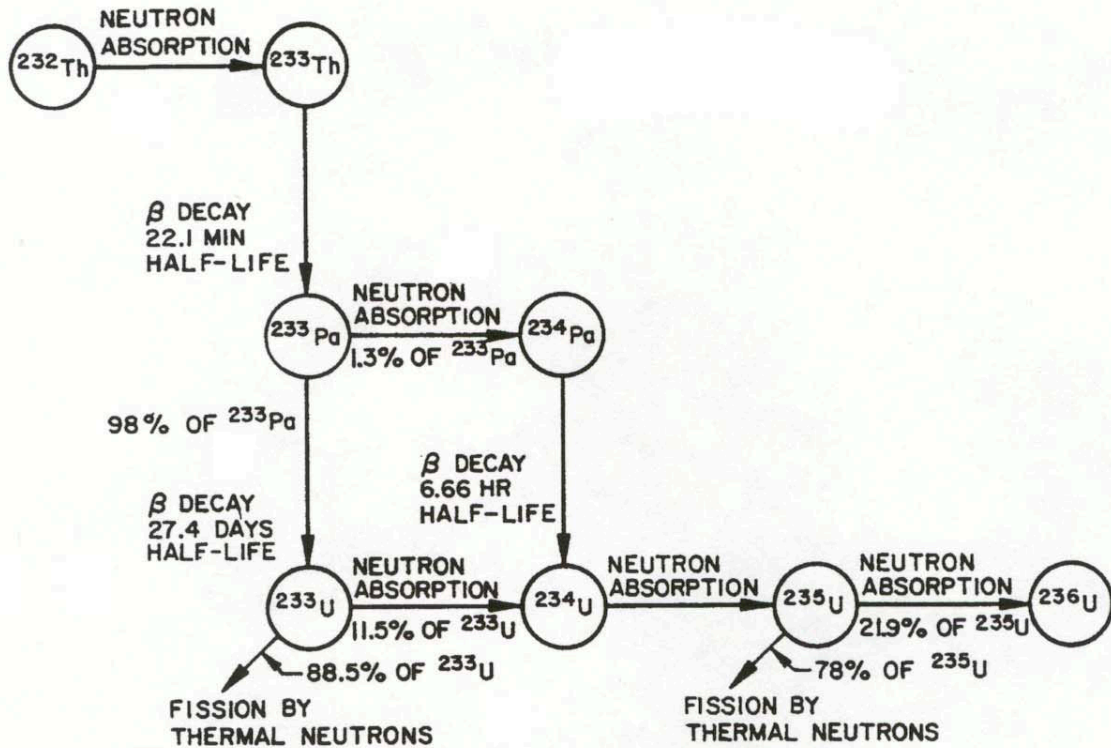 NEUTRON
ABSORPTION
²³²Th
²³³Th
β DECAY
22.1 MIN
HALF-LIFE
²³³Pa
NEUTRON
ABSORPTION
1.3% OF ²³³Pa
²³⁴Pa
98% OF ²³³Pa
β DECAY
27.4 DAYS
HALF-LIFE
β DECAY
6.66 HR
HALF-LIFE
²³³U
NEUTRON
ABSORPTION
11.5% OF ²³³U
²³⁴U
NEUTRON
ABSORPTION
²³⁵U
NEUTRON
ABSORPTION
21.9% OF ²³⁵U
²³⁶U
88.5% OF ²³³U
FISSION BY
THERMAL NEUTRONS
78% OF ²³⁵U
FISSION BY
THERMAL NEUTRONS